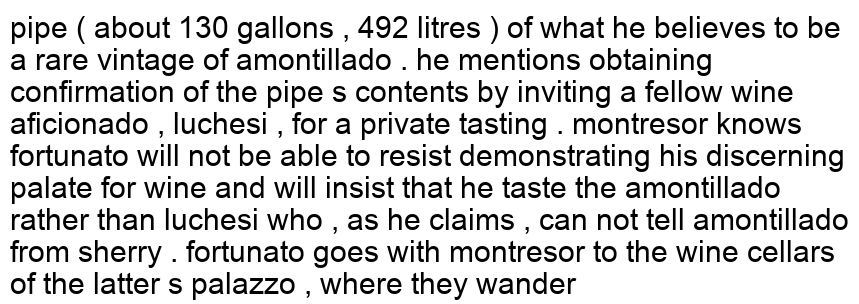 pipe ( about 130 gallons , 492 litres ) of what he believes to be
a rare vintage of amontillado . he mentions obtaining
confirmation of the pipe s contents by inviting a fellow wine
aficionado , luchesi , for a private tasting . montresor knows
fortunato will not be able to resist demonstrating his discerning
palate for wine and will insist that he taste the amontillado
rather than luchesi who , as he claims , can not tell amontillado
from sherry . fortunato goes with montresor to the wine cellars
of the latter s palazzo , where they wander